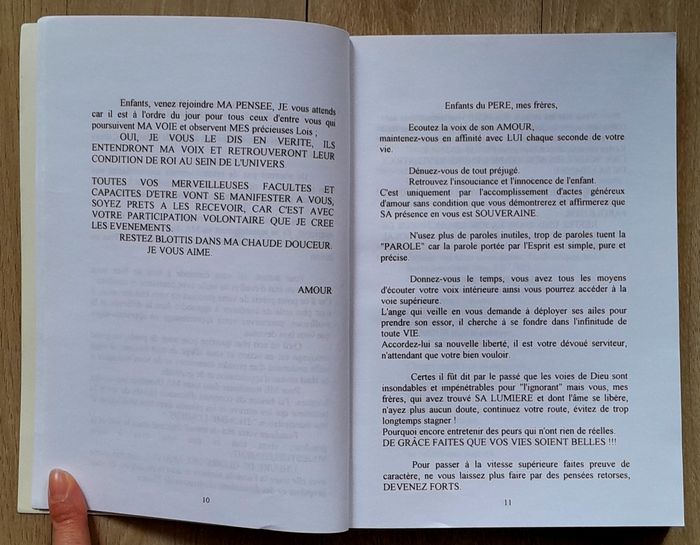 Enfants, venez rejoindre MA PENSEE, JE vous attends
car il est à l'ordre du jour pour tous ceux d'entre vous qui
poursuivent MA VOIE et observent MES précieuses Lois ;
OUI, JE VOUS LE DIS EN VERITE, ILS
ENTENDRONT MA VOIX ET RETROUVERONT LEUR
CONDITION DE ROI AU SEIN DE L'UNIVERS.
TOUTES VOS MERVEILLEUSES FACULTES ET
CAPACITES D'ETRE VONT SE MANIFESTER A VOUS,
SOYEZ PRETS A LES RECEVOIR, CAR C'EST AVEC
VOTRE PARTICIPATION VOLONTAIRE QUE JE CREE
LES EVENEMENTS.
RESTEZ BLOTTIS DANS MA CHAUDE DOUCEUR.
JE VOUS AIME.
AMOUR
10
Enfants du PERE, mes frères,
Ecoutez la voix de son AMOUR,
maintenez-vous en affinité avec LUI chaque seconde de votre
vie.
Dénuez-vous de tout préjugé.
Retrouvez l'insouciance et l'innocence de l'enfant.
C'est uniquement par l'accomplissement d'actes généreux
d'amour sans condition que vous démontrerez et affirmerez que
SA présence en vous est SOUVERAINE.
N'usez plus de paroles inutiles, trop de paroles tuent la
"PAROLE" car la parole portée par l'Esprit est simple, pure et
précise.
Donnez-vous le temps, vous avez tous les moyens
d'écouter votre voix intérieure ainsi vous pourrez accéder à la
voie supérieure.
L'ange qui veille en vous demande à déployer ses ailes pour
prendre son essor, il cherche à se fondre dans l'infinitude de
toute VIE.
Accordez-lui sa nouvelle liberté, il est votre dévoué serviteur,
n'attendant que votre bien vouloir.
Certes il fût dit par le passé que les voies de Dieu sont
insondables et impénétrables pour "l'ignorant" mais vous, mes
frères, qui avez trouvé SA LUMIERE et dont l'âme se libère,
n'ayez plus aucun doute, continuez votre route, évitez de trop
longtemps stagner !
Pourquoi encore entretenir des peurs qui n'ont rien de réelles.
DE GRÂCE FAITES QUE VOS VIES SOIENT BELLES !!!
Pour passer à la vitesse supérieure faites preuve de
caractère, ne vous laissez plus faire par des pensées retorses,
DEVENEZ FORTS.
11